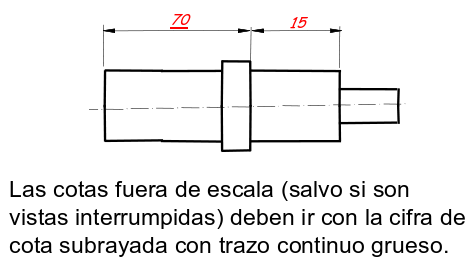 70 15
Las cotas fuera de escala (salvo si son
vistas interrumpidas) deben ir con la cifra de
cota subrayada con trazo continuo grueso.